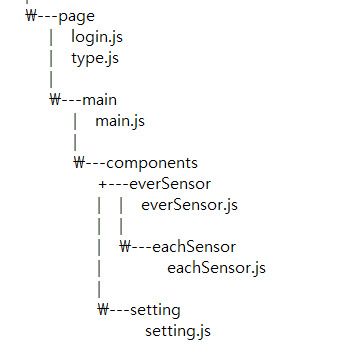 ₩---page
|   login.js
|   type.js
|
₩---main
|   main.js
|
₩---components
+---everSensor
|   |   everSensor.js
|   |
|   ₩---eachSensor
|           eachSensor.js
|
₩---setting
setting.js